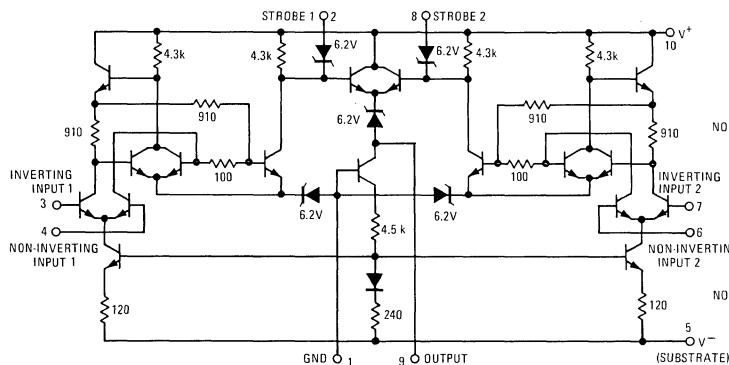 STROBE 1 2
8 STROBE 2
V+
10
4.3k
4.3k
6.2V
6.2V
4.3k
4.3k
910
910
6.2V
910
910
NO
100
100
INVERTING
INPUT 1
3
4
NON-INVERTING
INPUT 1
6.2V
6.2V
4.5 k
INVERTING
INPUT 2
7
6
NON-INVERTIN
INPUT 2
120
240
120
NO
GND 1
9 OUTPUT
5
V−
(SUBSTRATE)